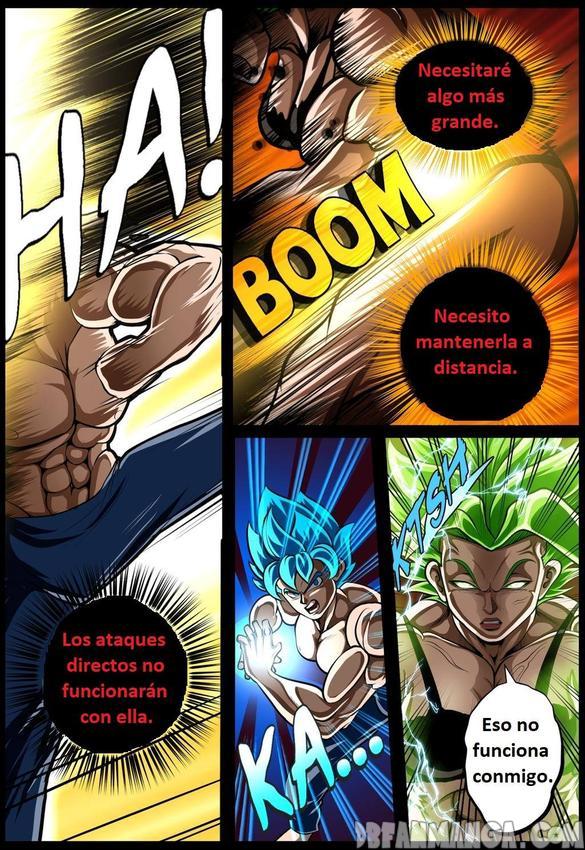 HA!
Necesitaré
algo más
grande.
BOOM
Necesito
mantenerla a
distancia.
Los ataques
directos no
funcionarán
con ella.
KA...
KTSH
Eso no
funciona
conmigo.
DBFANMANGA.COM